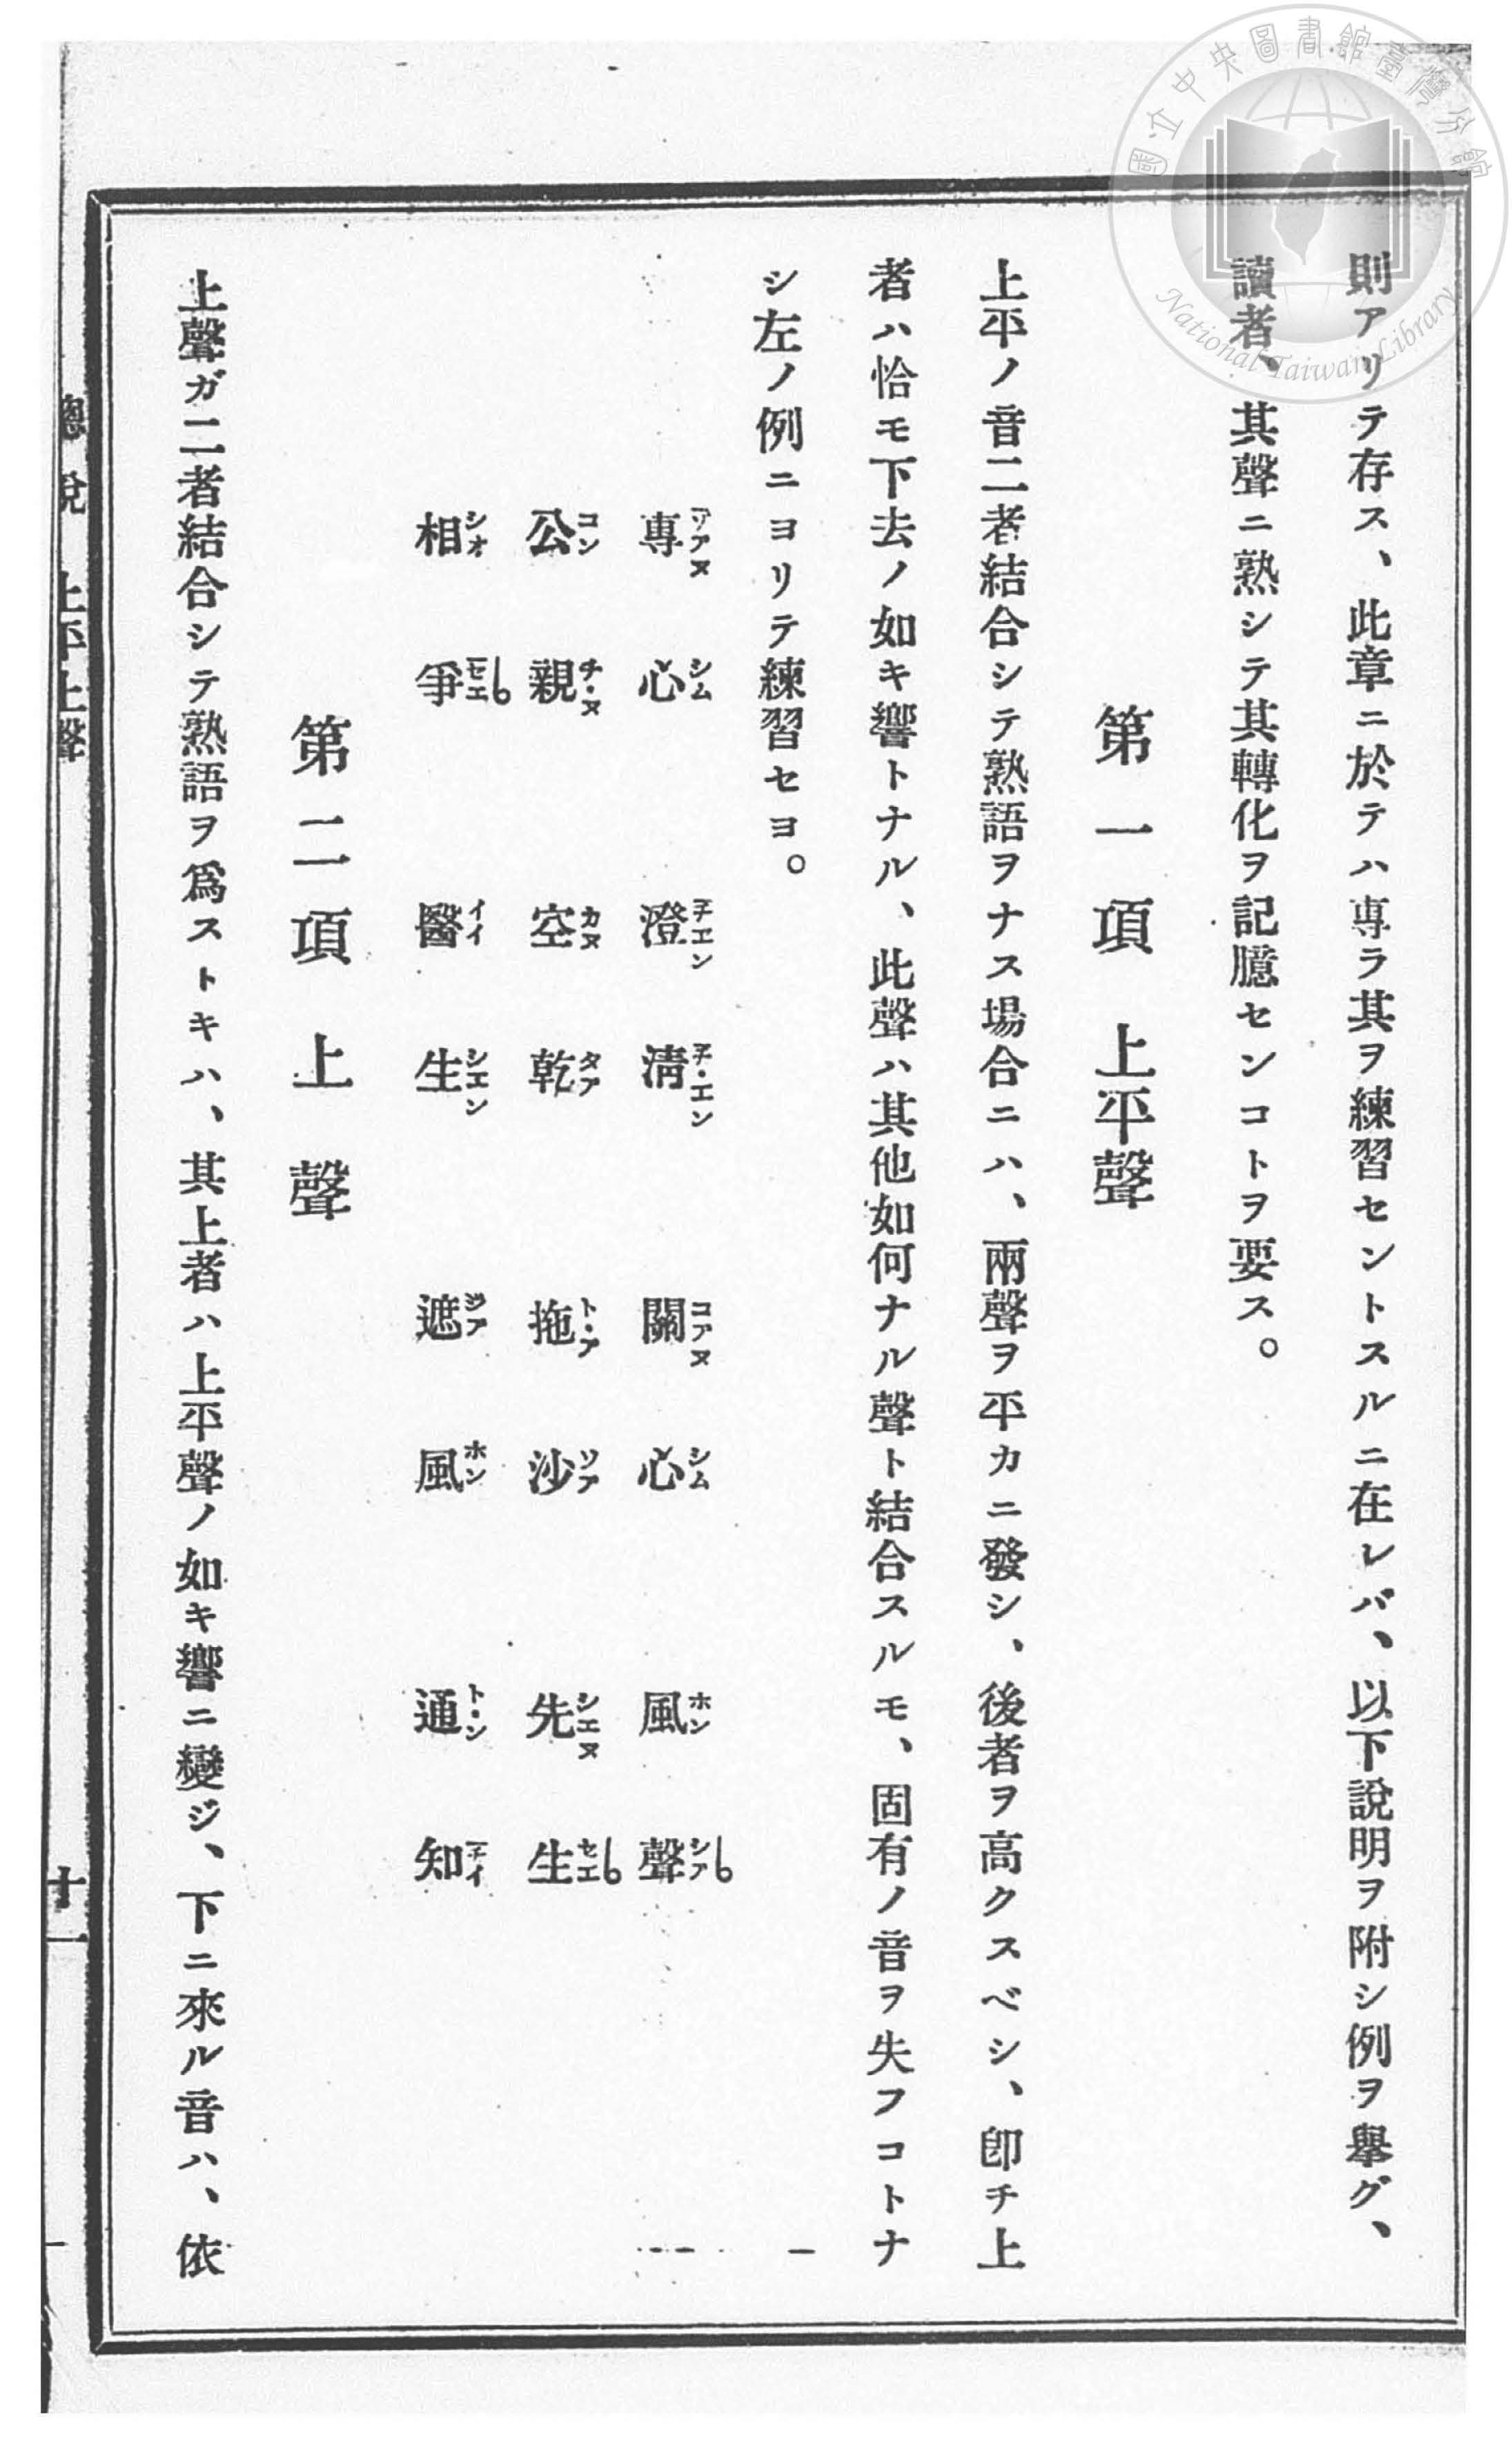 則アリテ存ス、此章ニ於テハ專ラ其ヲ練習セントスルニ在レバ、以下說明ヲ附シ例ヲ擧グ、
讀者、其聲ニ熟シテ其轉化ヲ記臆センコトヲ要ス。
第一項 上平聲
上平ノ音二者結合シテ熟語ヲナス場合ニハ、兩聲ヲ平カニ發シ、後者ヲ高クスベシ、卽チ上
者ハ恰モ下去ノ如キ響トナル、此聲ハ其他如何ナル聲ト結合スルモ、固有ノ音ヲ失フコトナ
シ左ノ例ニヨリテ練習セヨ。
專心 澄淸 關心 風聲
公親 空乾 拖沙 先生
相爭 醫生 遮風 通知
第二項 上聲
上聲ガ二者結合シテ熟語ヲ爲ストキハ、其上者ハ上平聲ノ如キ響ニ變ジ、下ニ來ル音ハ、依
總說 上平上聲
十一
國立中央圖書館臺灣分館
National Taiwan Library